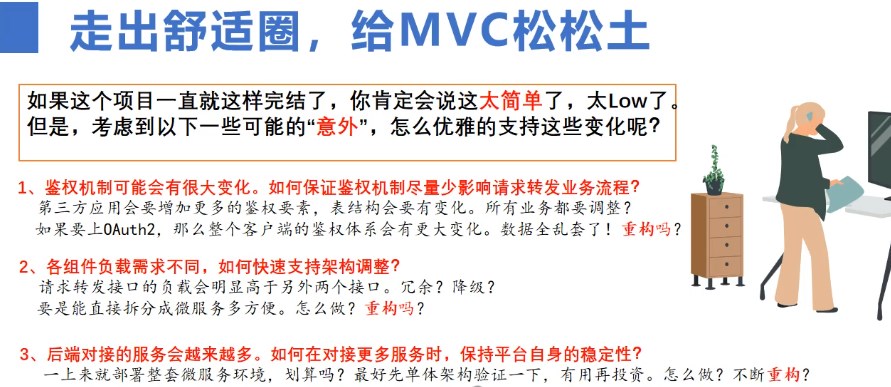 走出舒适圈，给MVC松松土
如果这个项目一直就这样完结了，你肯定会说这太简单了，太Low了。
但是，考虑到以下一些可能的“意外”，怎么优雅的支持这些变化呢？
1、鉴权机制可能会有很大变化。如何保证鉴权机制尽量少影响请求转发业务流程？
第三方应用会要增加更多的鉴权要素，表结构会要有变化。所有业务都要调整？
如果要上OAuth2，那么整个客户端的鉴权体系会有更大变化。数据全乱套了！重构吗？
2、各组件负载需求不同，如何快速支持架构调整？
请求转发接口的负载会明显高于另外两个接口。冗余？降级？
要是能直接拆分成微服务多方便。怎么做？重构吗？
3、后端对接的服务会越来越多。如何在对接更多服务时，保持平台自身的稳定性？
一上来就部署整套微服务环境，划算吗？最好先单体架构验证一下，有用再投资。怎么做？不断重构？